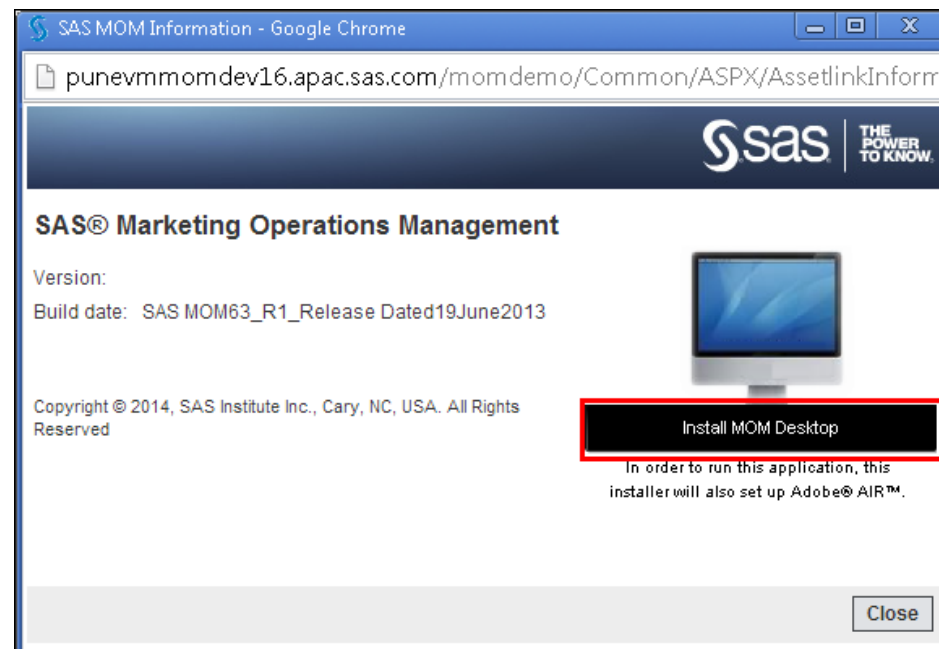 SAS MOM Information - Google Chrome
punevmmomdev16.apac.sas.com/momdemo/Common/ASPX/AssetlinkInform
sas THE POWER TO KNOW.
SAS® Marketing Operations Management
Version:
Build date: SAS MOM63_R1_Release Dated19June2013
Copyright © 2014, SAS Institute Inc., Cary, NC, USA. All Rights
Reserved
Install MOM Desktop
In order to run this application, this
installer will also set up Adobe® AIR™.
Close